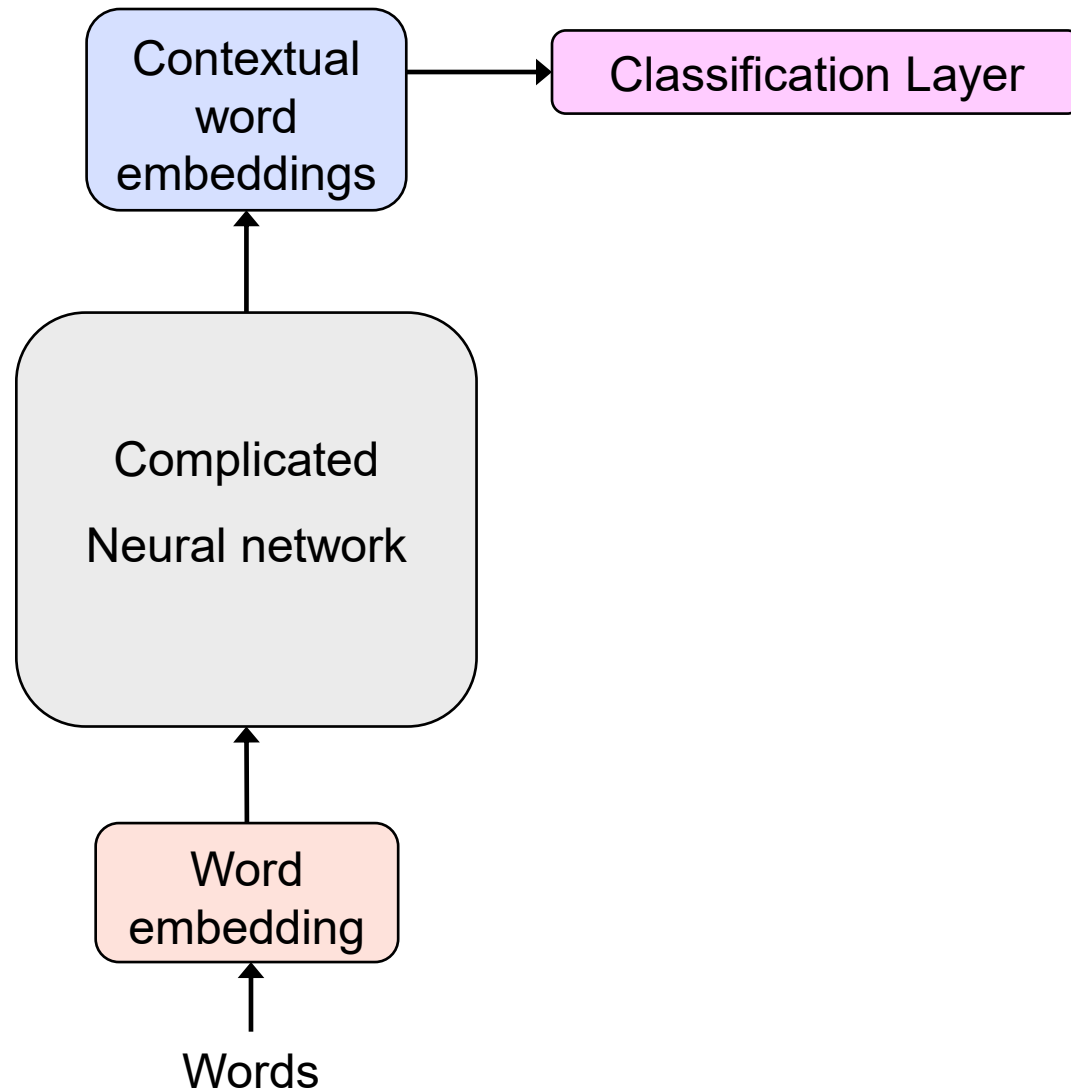 Contextual
word
embeddings
Classification Layer
Complicated
Neural network
Word
embedding
Words